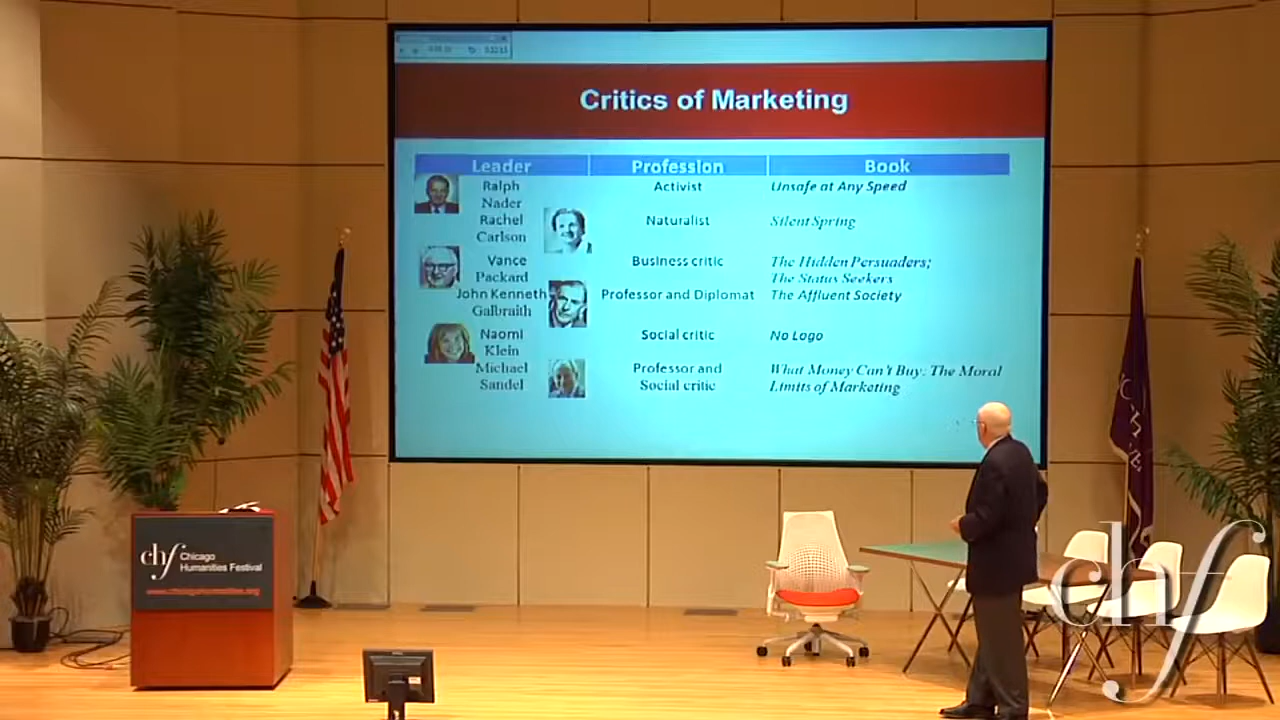 Critics of Marketing
Leader Profession Book
Ralph Nader Activist Unsafe at Any Speed
Rachel Carlson Naturalist Silent Spring
Vance Packard Business critic The Hidden Persuaders;
The Status Seekers
John Kenneth Galbraith Professor and Diplomat The Affluent Society
Naomi Klein Social critic No Logo
Michael Sandel Professor and Social critic What Money Can't Buy: The Moral
Limits of Marketing
chf Chicago
Humanities Festival
chf